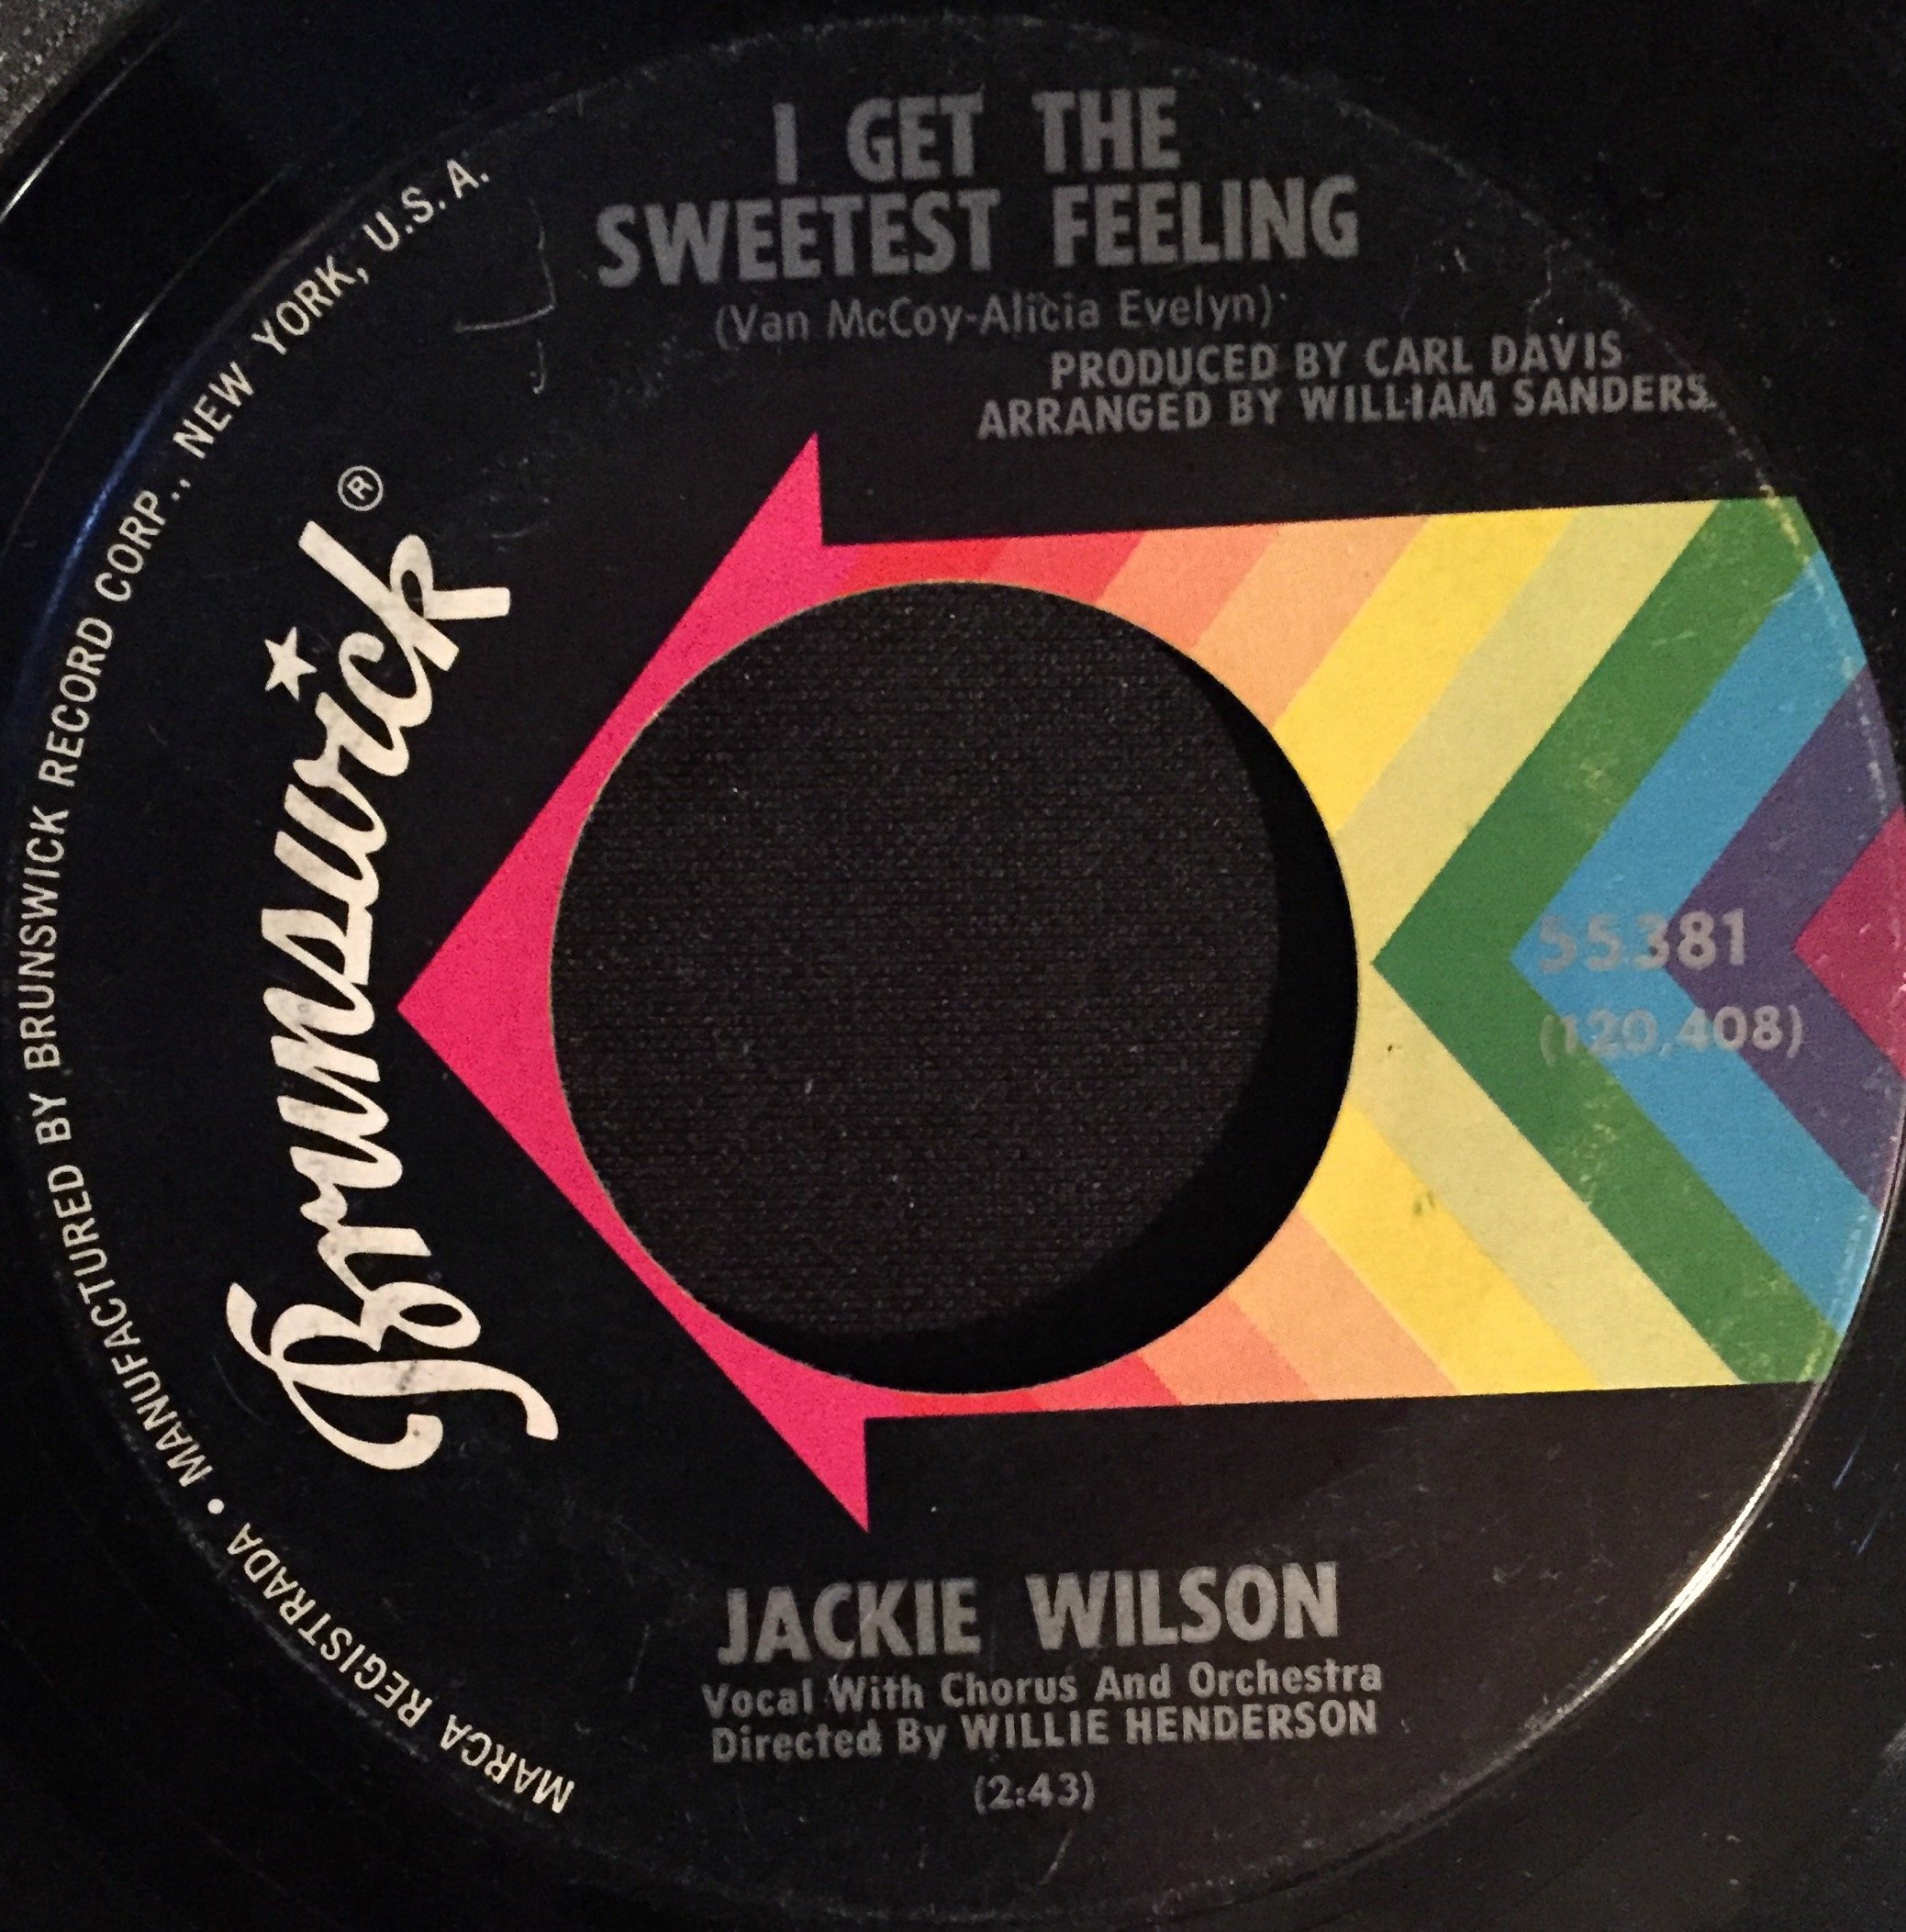 I GET THE
SWEETEST FEELING
(Van McCoy-Alicia Evelyn)
PRODUCED BY CARL DAVIS
ARRANGED BY WILLIAM SANDERS
Brunswick ®
55381
(120,408)
JACKIE WILSON
Vocal With Chorus And Orchestra
Directed By WILLIE HENDERSON
(2:43)
MARCA REGISTRADA • MANUFACTURED BY BRUNSWICK RECORD CORP., NEW YORK, U.S.A.